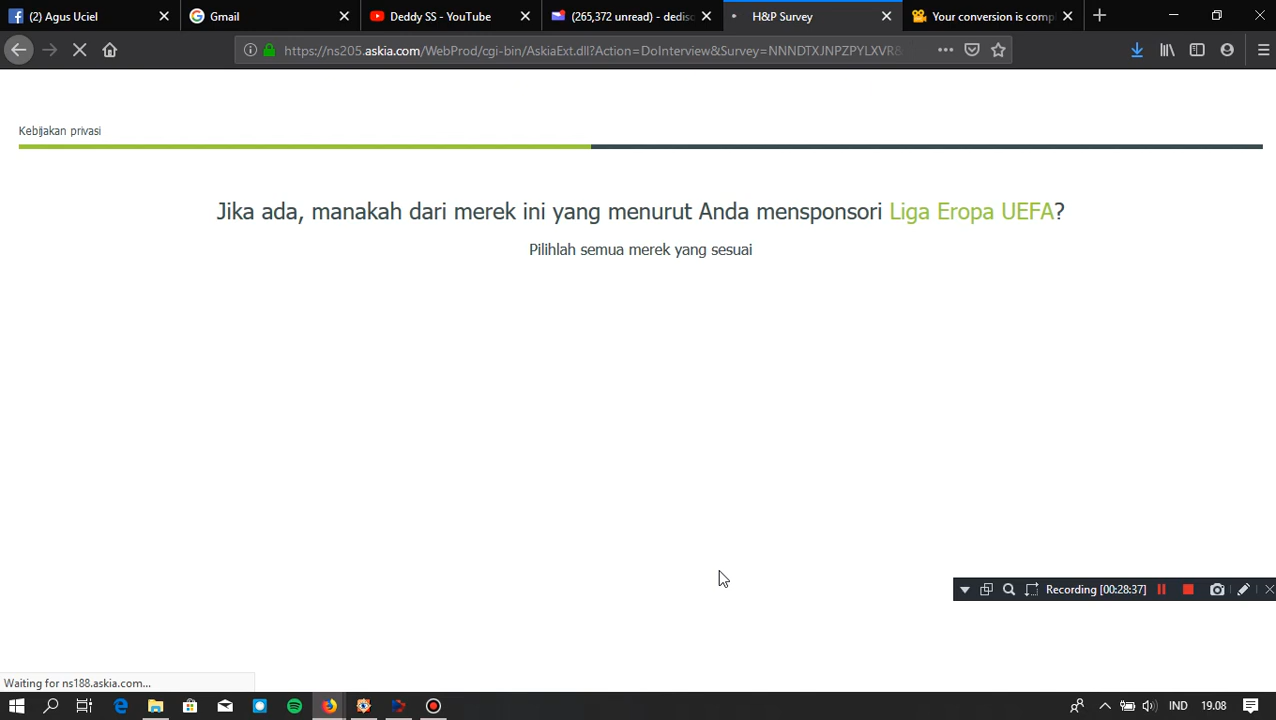 (2) Agus Uciel
Gmail
Deddy SS - YouTube
(265,372 unread) - dedisc
H&P Survey
Your conversion is comp
https://ns205.askia.com/WebProd/cgi-bin/AskiaExt.dll?Action=DoInterview&Survey=NNNDTXJNPZPYLXVR&
Kebijakan privasi
Jika ada, manakah dari merek ini yang menurut Anda mensponsori Liga Eropa UEFA?
Pilihlah semua merek yang sesuai
Recording [00:28:37]
Waiting for ns188.askia.com...
IND
19.08